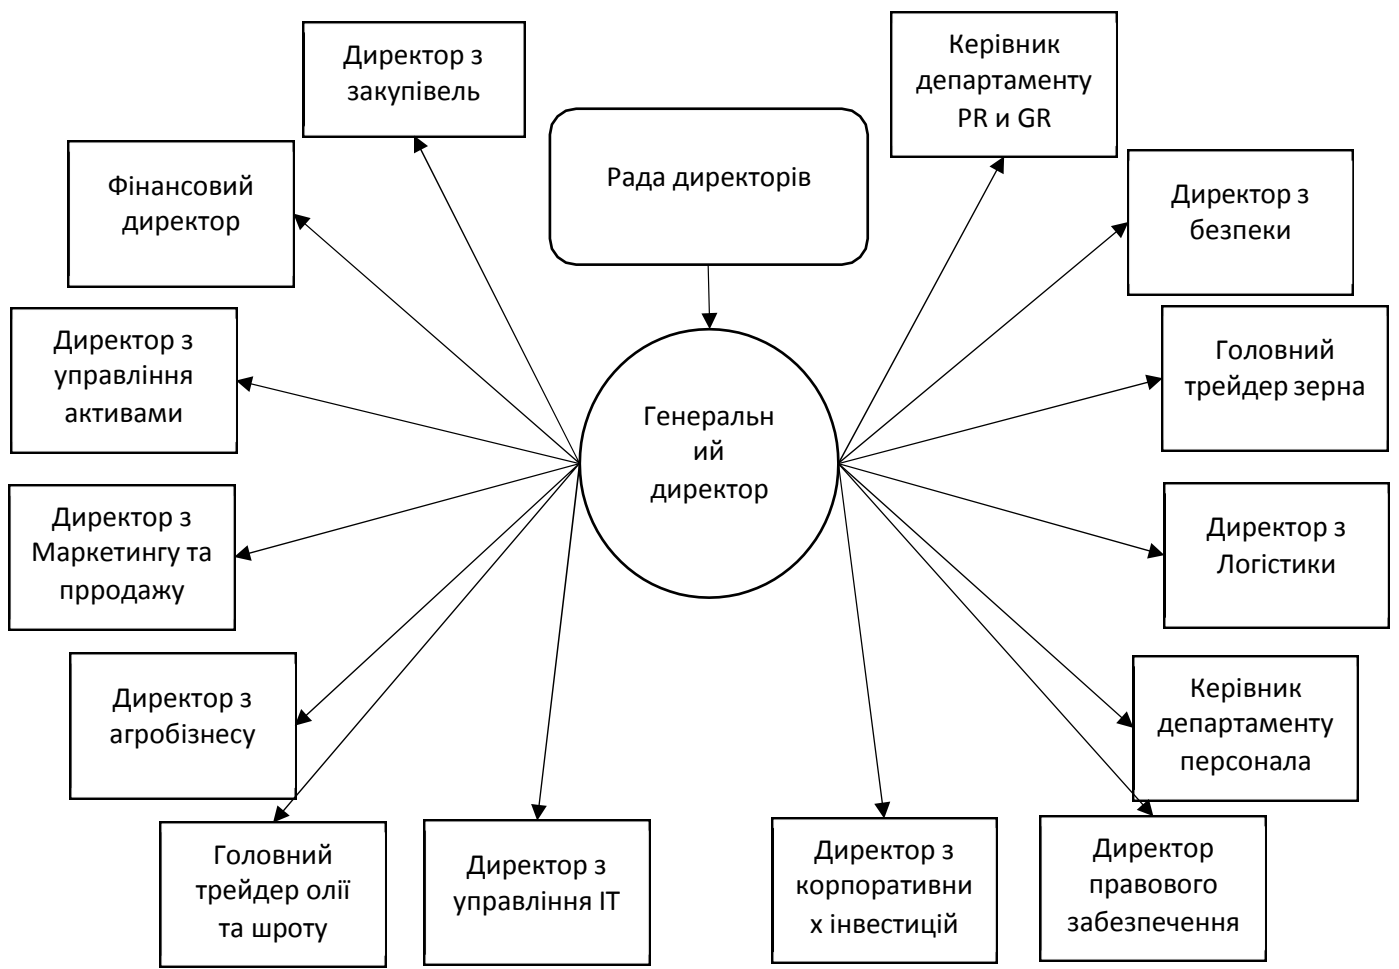 Директор з
закупівель
Керівник
департаменту
PR и GR
Рада директорів
Фінансовий
директор
Директор з
безпеки
Директор з
управління
активами
Головний
трейдер зерна
Генеральн
ий
директор
Директор з
Маркетингу та
прродажу
Директор з
Логістики
Директор з
агробізнесу
Керівник
департаменту
персонала
Головний
трейдер олії
та шроту
Директор з
управління ІТ
Директор з
корпоративни
х інвестицій
Директор
правового
забезпечення